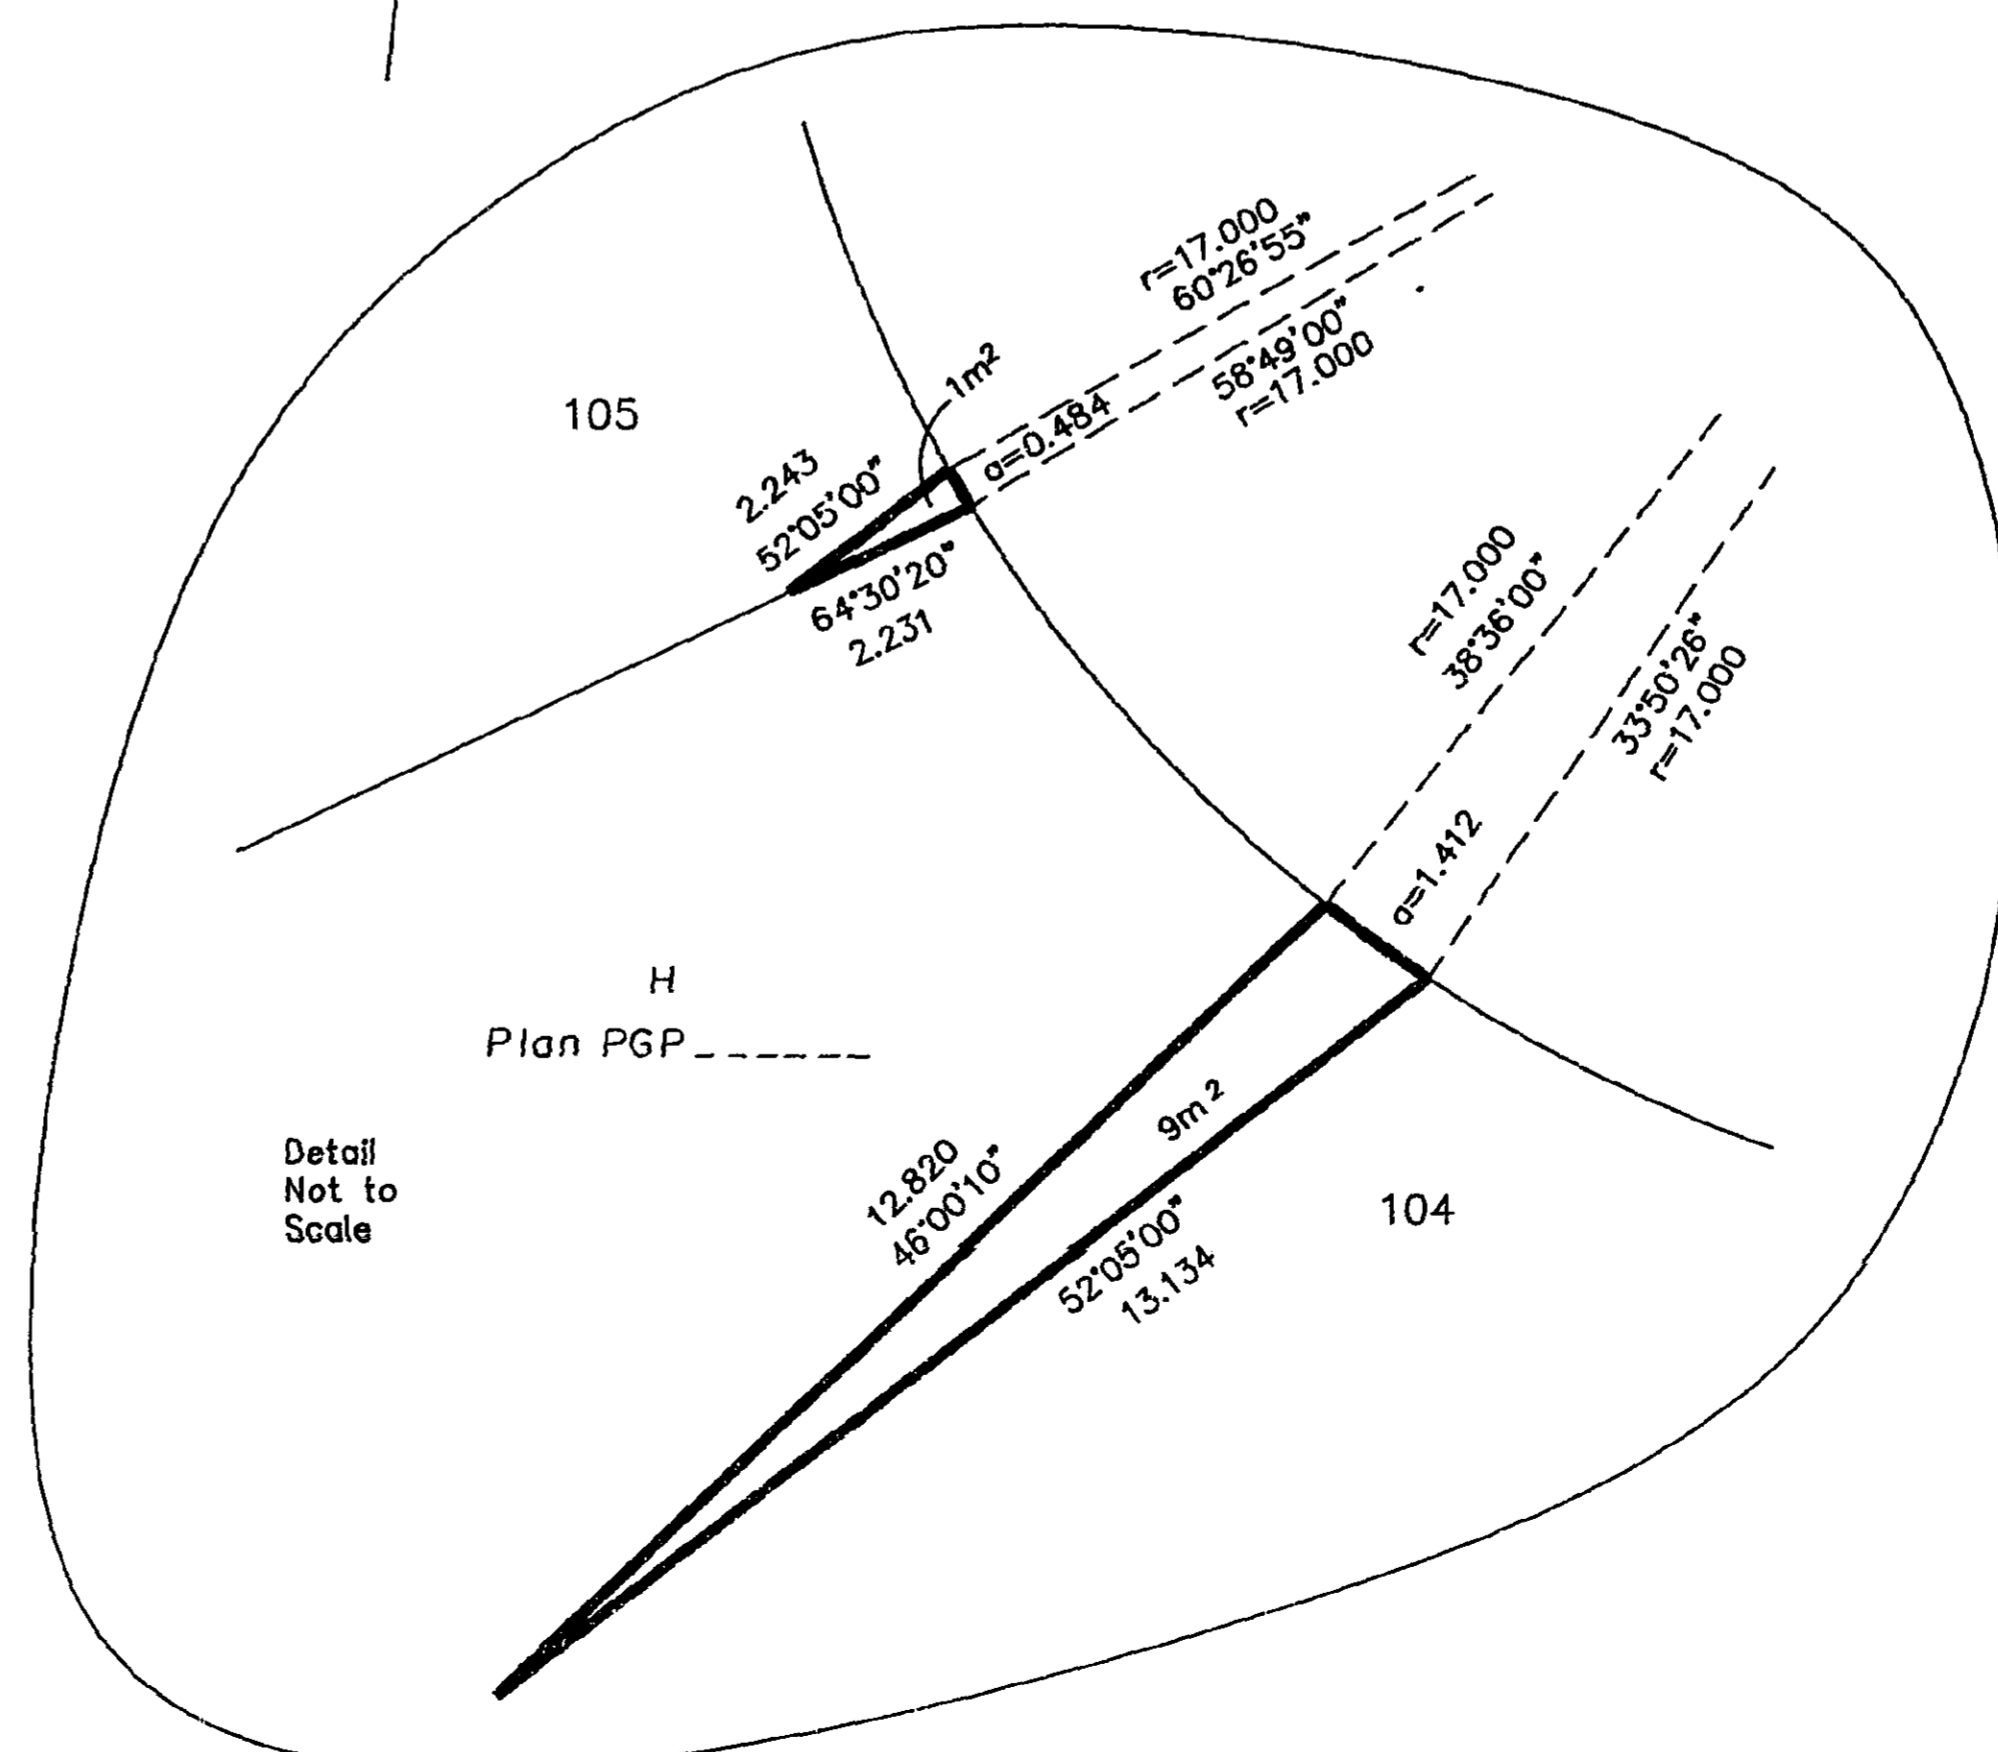 r=17.000
60°26'55"
58°49'00"
r=17.000
1m²
a=0.484
105
2.243
52°05'00"
64°30'20"
2.231
r=17.000
38°36'00"
33°50'26"
r=17.000
a=1.412
H
Plan PGP______
9m²
Detail
Not to
Scale
12.820
46°00'10"
52°05'00"
13.134
104